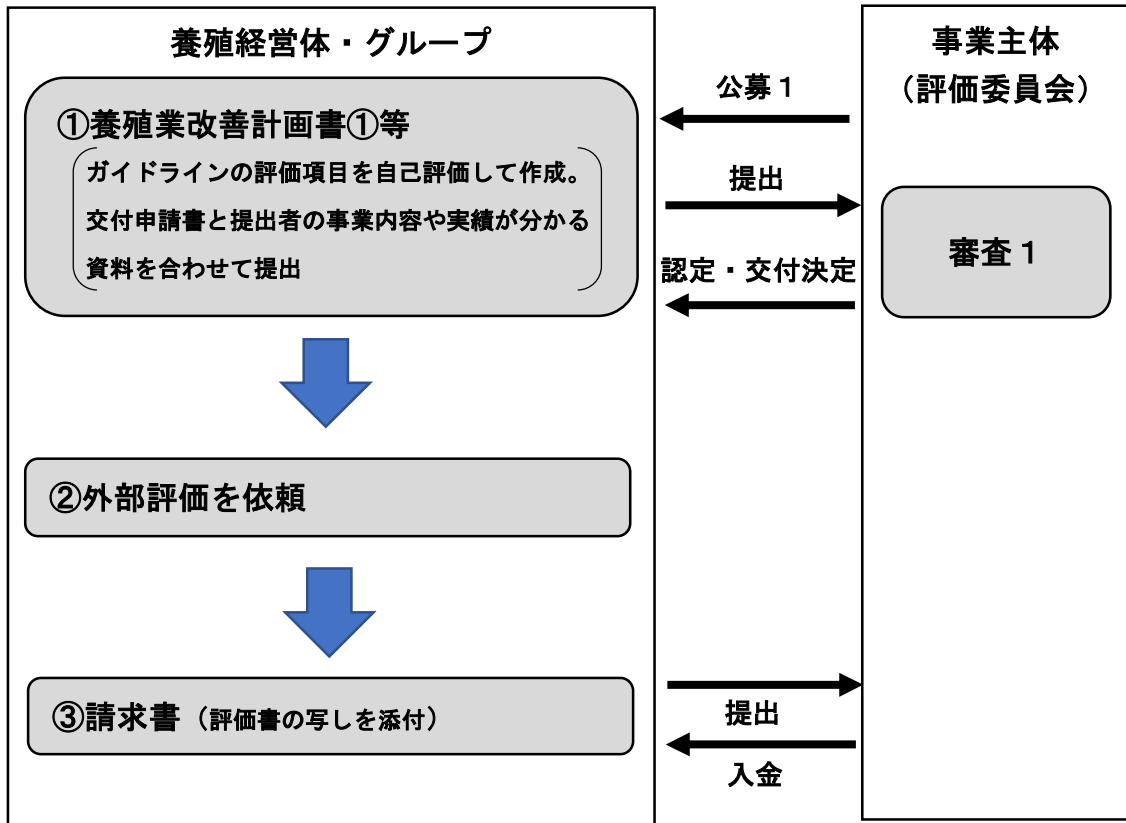 養殖経営体・グループ
①養殖業改善計画書①等
ガイドラインの評価項目を自己評価して作成。
交付申請書と提出者の事業内容や実績が分かる
資料を合わせて提出
②外部評価を依頼
③請求書（評価書の写しを添付）
公募１
提出
認定・交付決定
提出
入金
事業主体
（評価委員会）
審査１